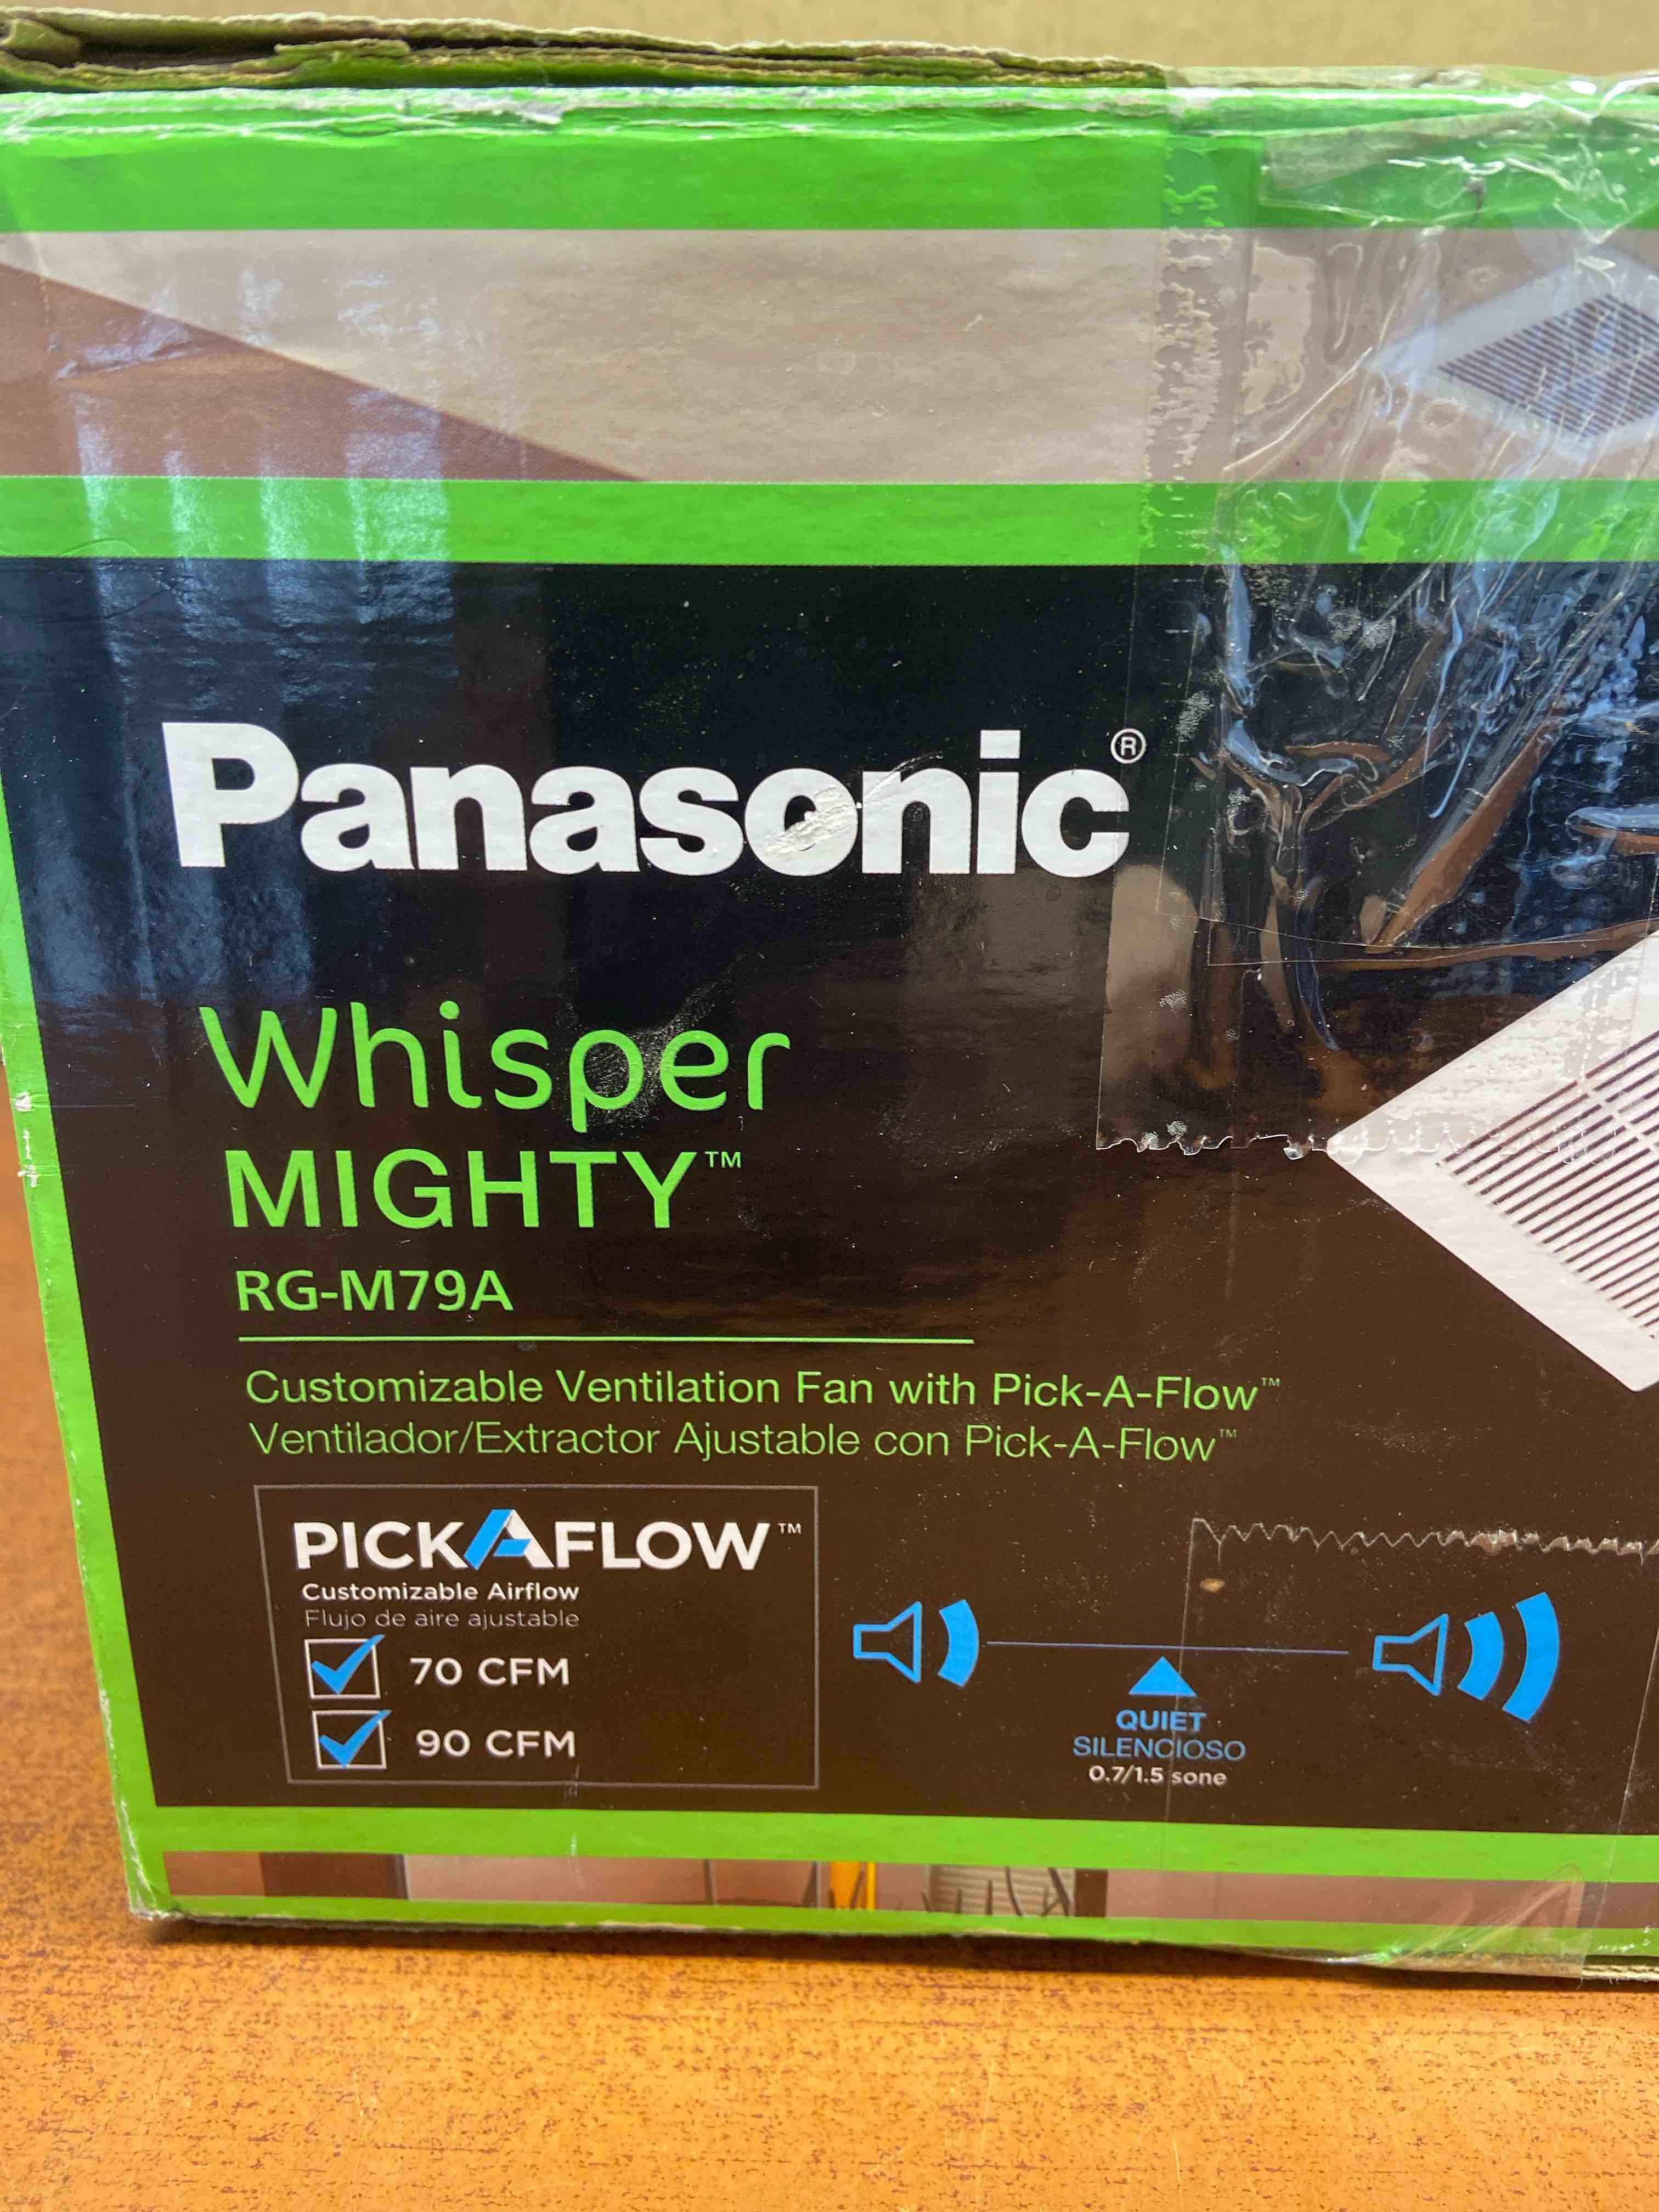 Panasonic®
Whisper
MIGHTY™
RG-M79A
Customizable Ventilation Fan with Pick-A-Flow™
Ventilador/Extractor Ajustable con Pick-A-Flow™
PICKAFLOW™
Customizable Airflow
Flujo de aire ajustable
70 CFM
90 CFM
QUIET
SILENCIOSO
0.7/1.5 sone